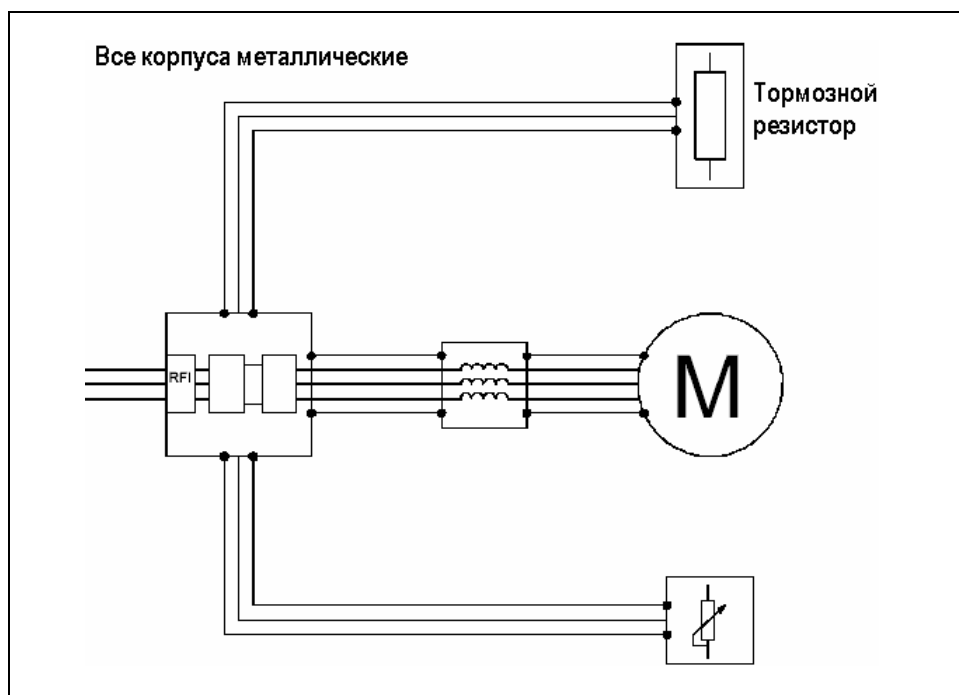 Все корпуса металлические
Тормозной
резистор
RFI
M